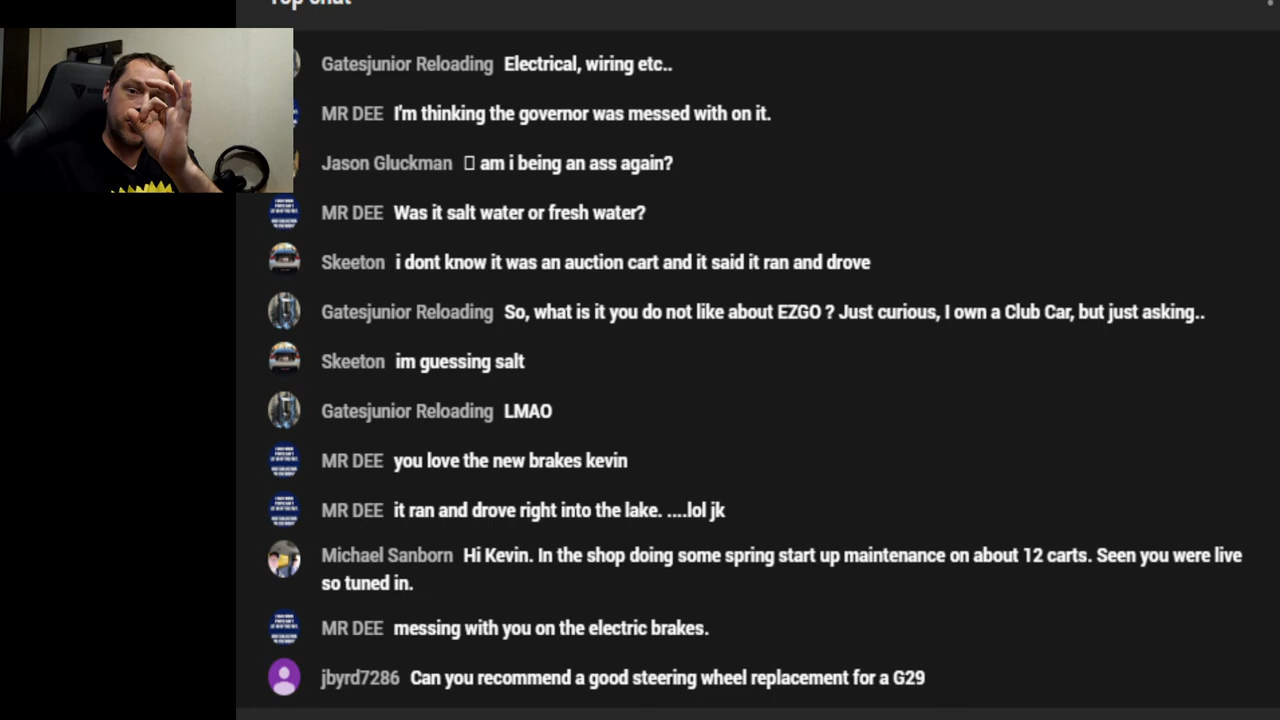 Top chat
Gatesjunior Reloading Electrical, wiring etc..
MR DEE I'm thinking the governor was messed with on it.
Jason Gluckman am i being an ass again?
MR DEE Was it salt water or fresh water?
Skeeton i dont know it was an auction cart and it said it ran and drove
Gatesjunior Reloading So, what is it you do not like about EZGO ? Just curious, I own a Club Car, but just asking..
Skeeton im guessing salt
Gatesjunior Reloading LMAO
MR DEE you love the new brakes kevin
MR DEE it ran and drove right into the lake. ....lol jk
Michael Sanborn Hi Kevin. In the shop doing some spring start up maintenance on about 12 carts. Seen you were live
so tuned in.
MR DEE messing with you on the electric brakes.
jbyrd7286 Can you recommend a good steering wheel replacement for a G29